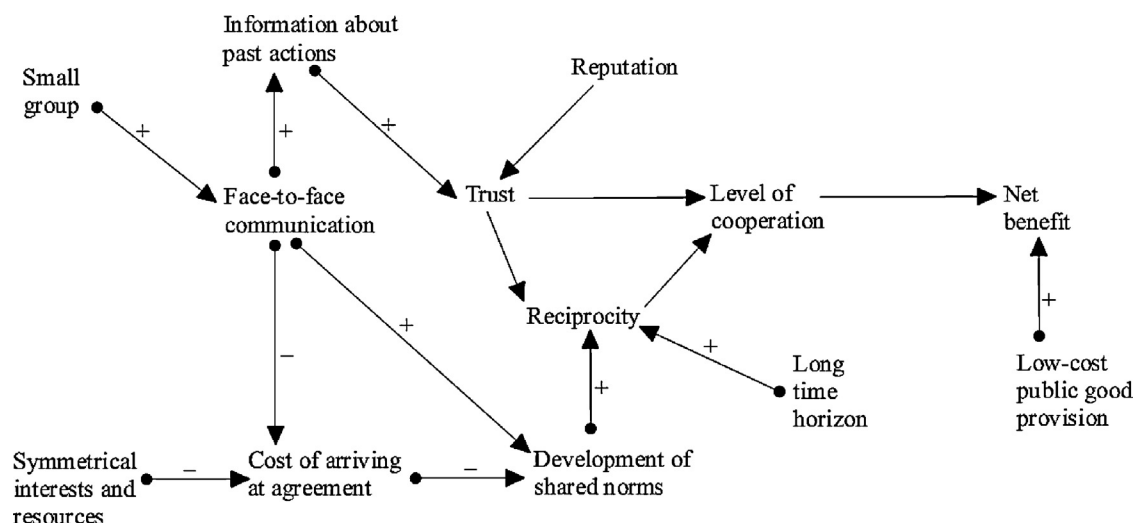 Information about
past actions
Small
group
Reputation
+
+
+
Face-to-face
communication
Trust
Level of
cooperation
Net
benefit
Reciprocity
+
+
+
–
+
Long
time
horizon
Low-cost
public good
provision
Symmetrical
interests and
resources
–
Cost of arriving
at agreement
–
Development of
shared norms